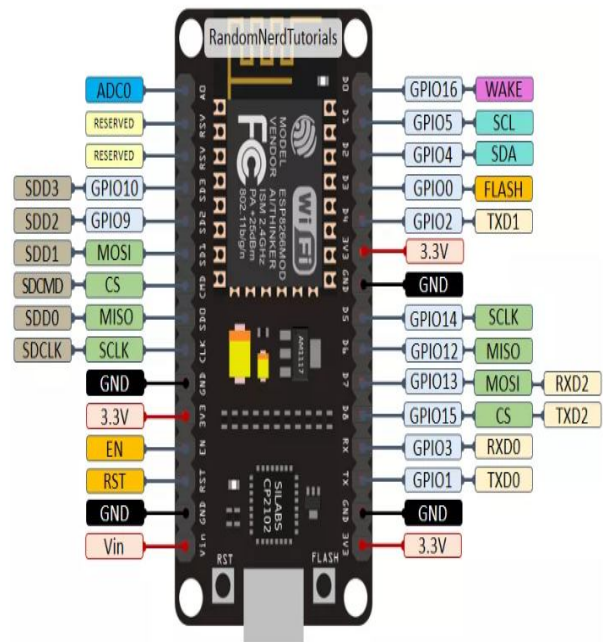 RandomNerdTutorials
ADC0 A0 D0 GPIO16 WAKE
RESERVED RSV D1 GPIO5 SCL
RESERVED RSV D2 GPIO4 SDA
SDD3 GPIO10 SD3 D3 GPIO0 FLASH
SDD2 GPIO9 SD2 D4 GPIO2 TXD1
SDD1 MOSI SD1 3V3 3.3V
SDCMD CS CMD GND GND
SDD0 MISO SD0 D5 GPIO14 SCLK
SDCLK SCLK CLK D6 GPIO12 MISO
GND GND D7 GPIO13 MOSI RXD2
3.3V 3V3 D8 GPIO15 CS TXD2
EN EN RX GPIO3 RXD0
RST RST TX GPIO1 TXD0
GND GND GND GND
Vin Vin 3V3 3.3V
MODEL ESP8266MOD
VENDOR AI/THINKER
ISM 2.4GHz
PA +25dBm
802.11b/g/n
FC
Wi Fi
AM1117
SILABS
CP2102
RST
FLASH